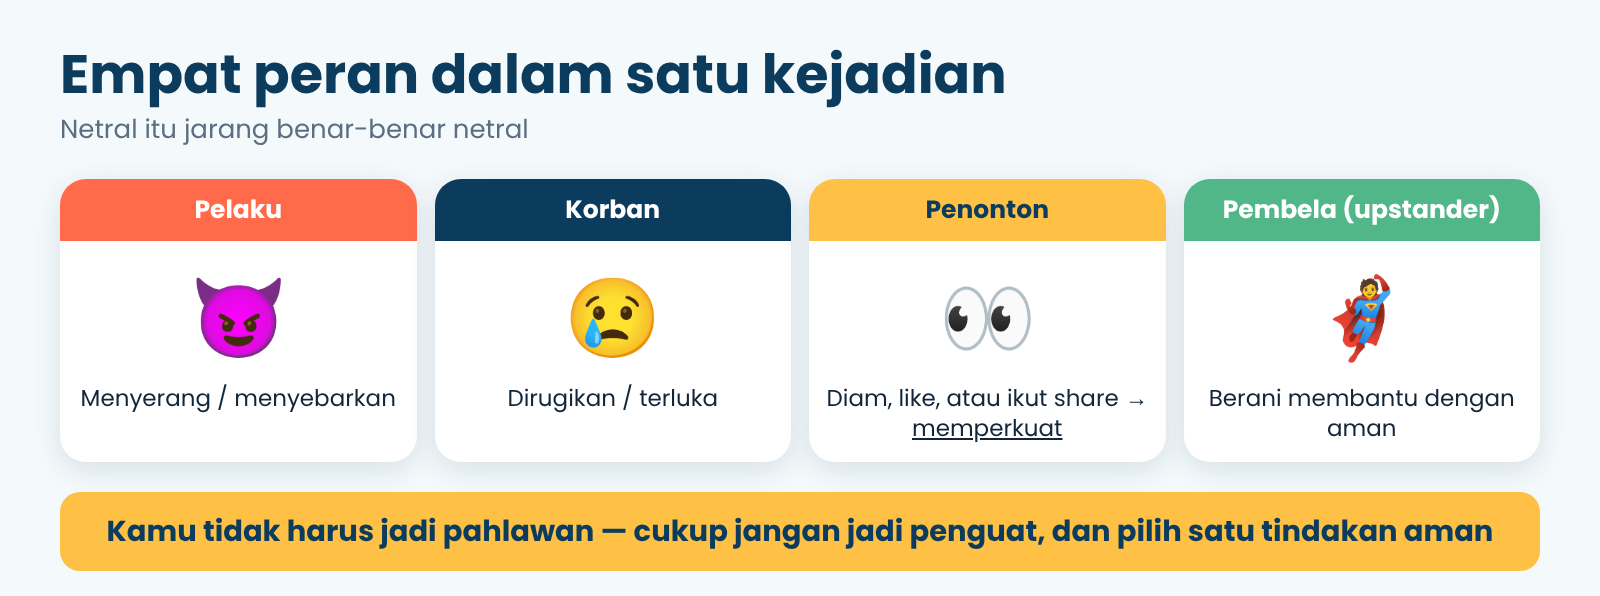 Empat peran dalam satu kejadian
Netral itu jarang benar-benar netral
Pelaku
Menyerang / menyebarkan
Korban
Dirugikan / terluka
Penonton
Diam, like, atau ikut share →
memperkuat
Pembela (upstander)
Berani membantu dengan
aman
Kamu tidak harus jadi pahlawan — cukup jangan jadi penguat, dan pilih satu tindakan aman